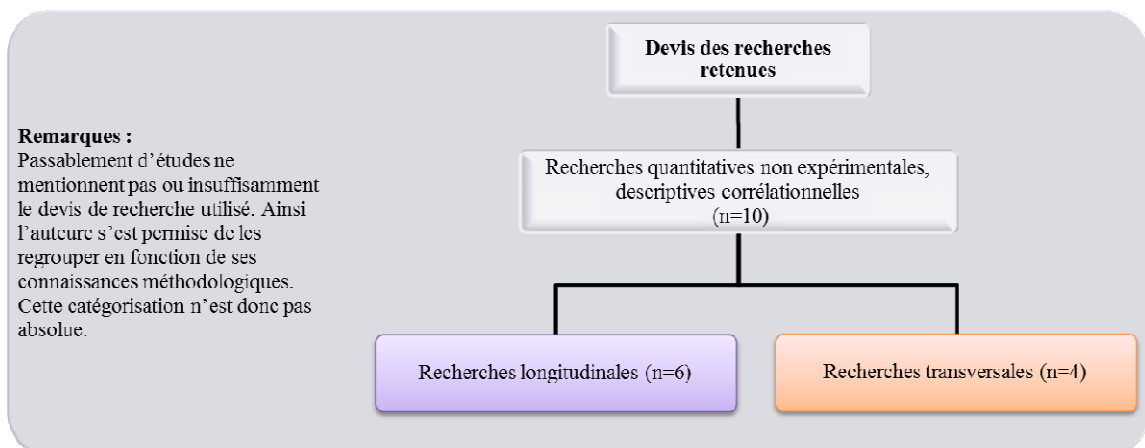 Devis des recherches
retenues
Remarques :
Passablement d'études ne
mentionnent pas ou insuffisamment
le devis de recherche utilisé. Ainsi
l'auteure s'est permise de les
regrouper en fonction de ses
connaissances méthodologiques.
Cette catégorisation n'est donc pas
absolue.
Recherches quantitatives non expérimentales,
descriptives corrélationnelles
(n=10)
Recherches longitudinales (n=6)
Recherches transversales (n=4)